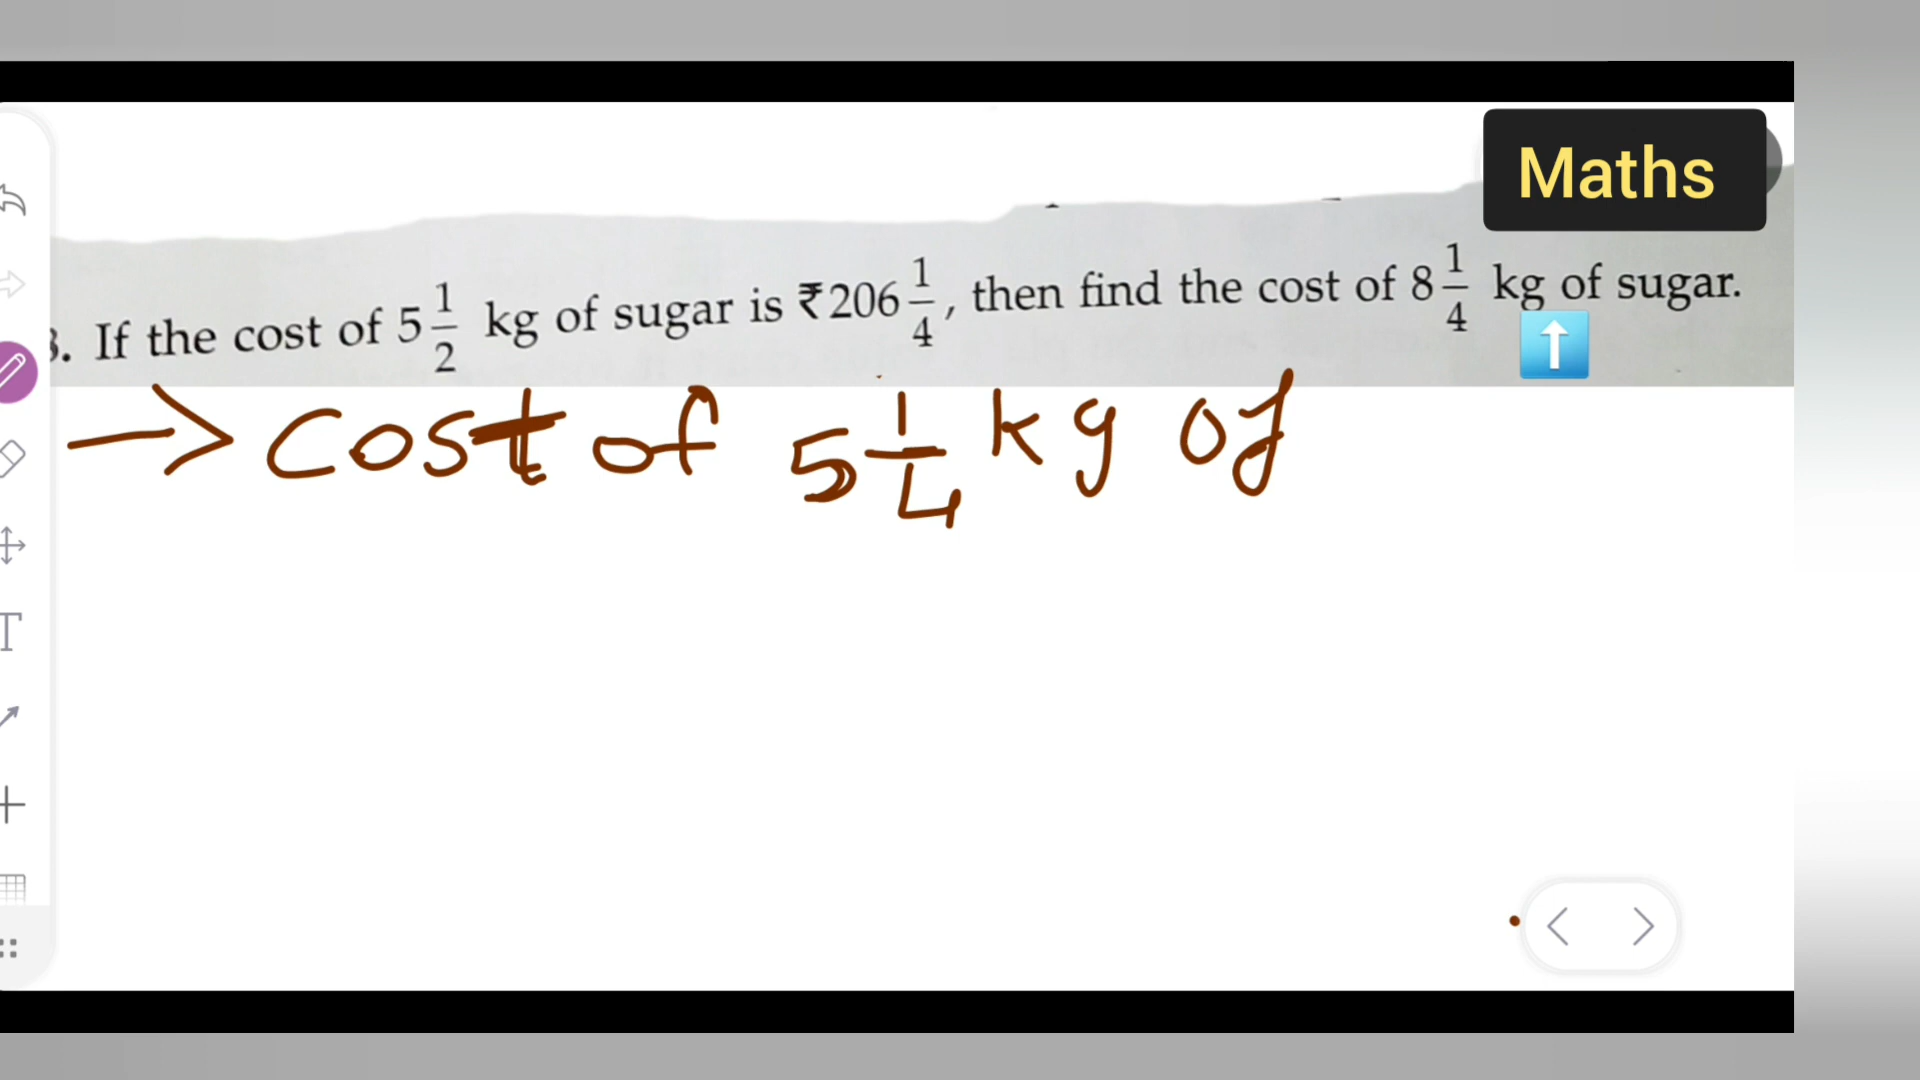 Maths
3. If the cost of 5 1/2 kg of sugar is ₹206 1/4, then find the cost of 8 1/4 kg of sugar.
→ cost of 5 1/4 kg of